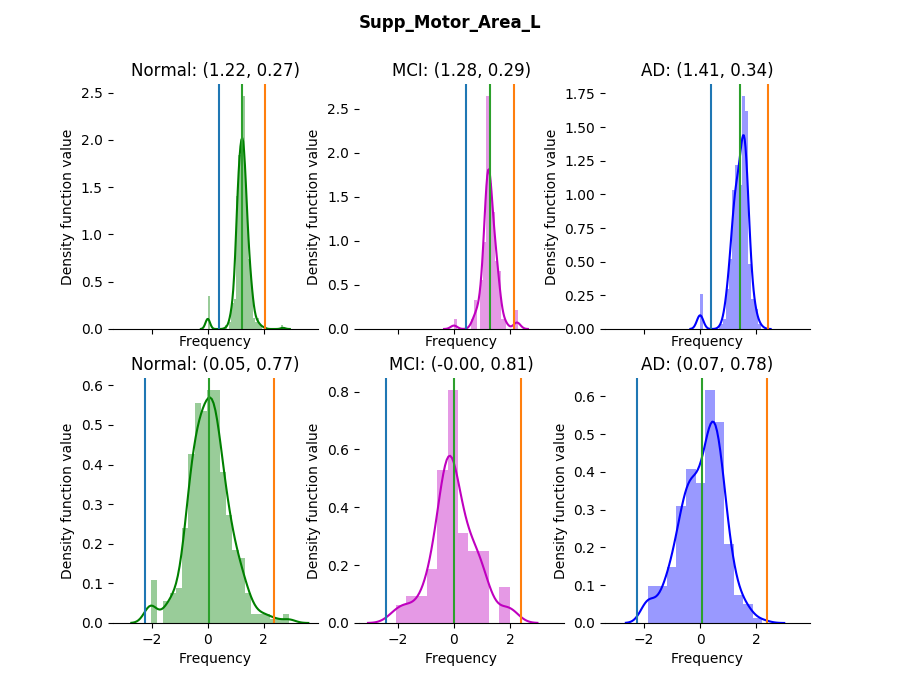 Supp_Motor_Area_L
Normal: (1.22, 0.27)
MCI: (1.28, 0.29)
AD: (1.41, 0.34)
Density function value
2.5
2.0
1.5
1.0
0.5
0.0
Frequency
Density function value
2.5
2.0
1.5
1.0
0.5
0.0
Frequency
Density function value
1.75
1.50
1.25
1.00
0.75
0.50
0.25
0.00
Frequency
Normal: (0.05, 0.77)
MCI: (-0.00, 0.81)
AD: (0.07, 0.78)
Density function value
0.6
0.5
0.4
0.3
0.2
0.1
0.0
−2 0 2
Frequency
Density function value
0.8
0.6
0.4
0.2
0.0
−2 0 2
Frequency
Density function value
0.6
0.5
0.4
0.3
0.2
0.1
0.0
−2 0 2
Frequency